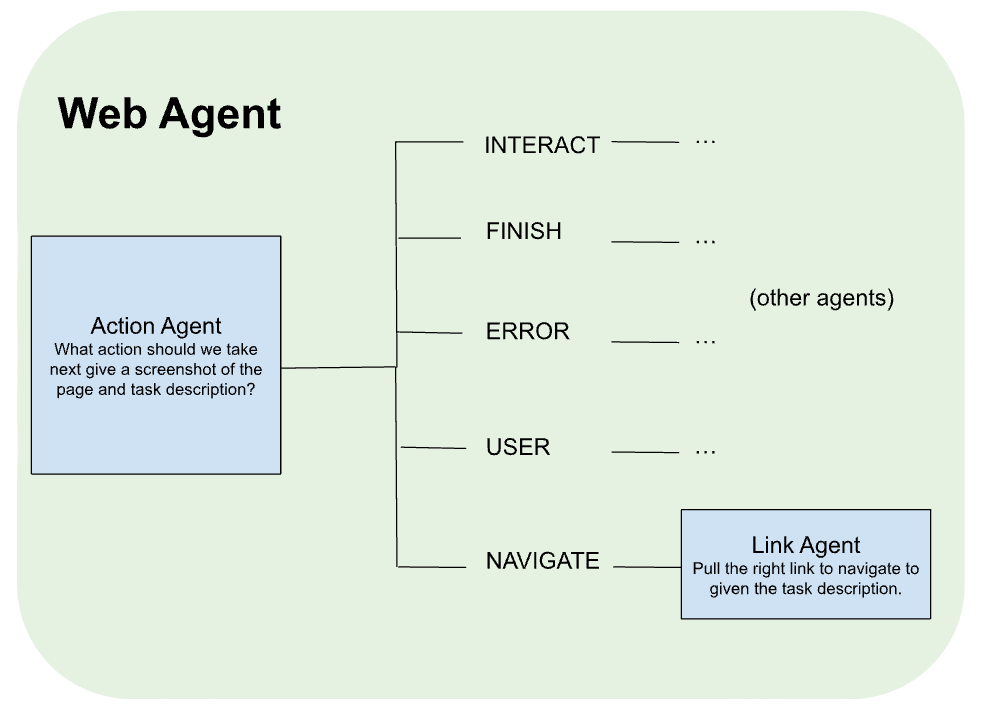 Web Agent
INTERACT ...
FINISH ...
(other agents)
Action Agent
What action should we take
next give a screenshot of the
page and task description?
ERROR ...
USER ...
NAVIGATE
Link Agent
Pull the right link to navigate to
given the task description.